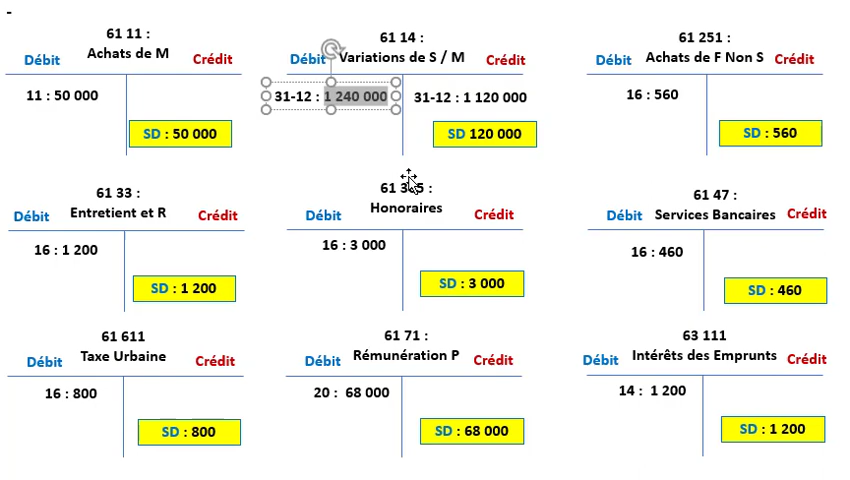 -
61 11 :
Achats de M
Débit
Crédit
11 : 50 000
SD : 50 000
61 14 :
Variations de S / M
Débit
Crédit
31-12 : 1 240 000
31-12 : 1 120 000
SD 120 000
61 251 :
Achats de F Non S
Débit
Crédit
16 : 560
SD : 560
61 33 :
Entretient et R
Débit
Crédit
16 : 1 200
SD : 1 200
61
Honoraires
Débit
Crédit
16 : 3 000
SD : 3 000
61 47 :
Services Bancaires
Débit
Crédit
16 : 460
SD : 460
61 611
Taxe Urbaine
Débit
Crédit
16 : 800
SD : 800
61 71 :
Rémunération P
Débit
Crédit
20 : 68 000
SD : 68 000
63 111
Intérêts des Emprunts
Débit
Crédit
14 : 1 200
SD : 1 200